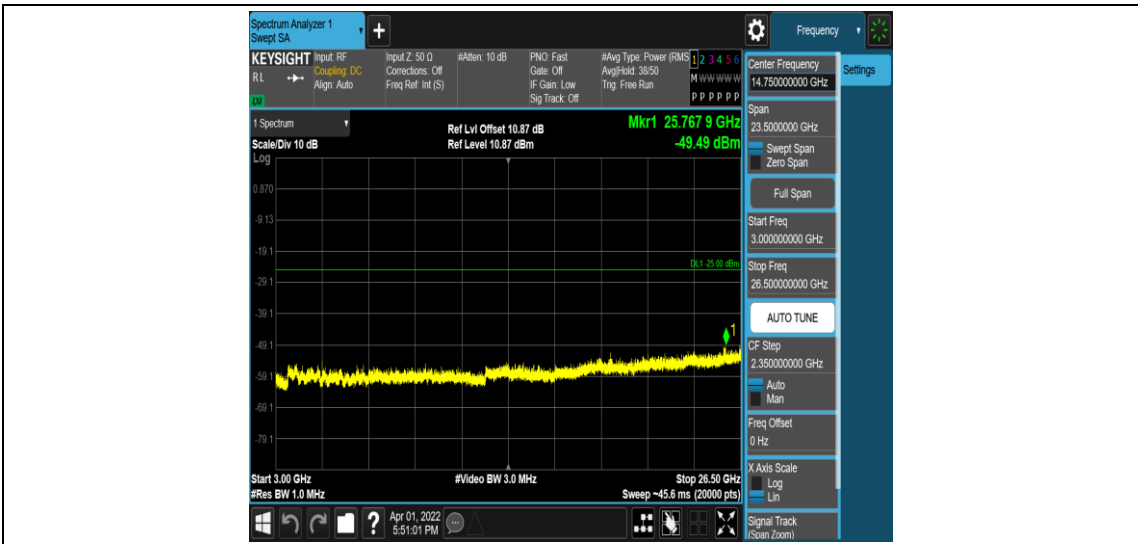 Spectrum Analyzer 1
Swept SA
+
Frequency
KEYSIGHT
RL
LXI
Input: RF
Coupling: DC
Align: Auto
Input Z: 50 Ω
Corrections: Off
Freq Ref: Int (S)
#Atten: 10 dB
PNO: Fast
Gate: Off
IF Gain: Low
Sig Track: Off
#Avg Type: Power (RMS
Avg|Hold: 38/50
Trig: Free Run
1 2 3 4 5 6
M W W W W W
P P P P P P
1 Spectrum
Scale/Div 10 dB
Log
Ref Lvl Offset 10.87 dB
Ref Level 10.87 dBm
Mkr1 25.767 9 GHz
-49.49 dBm
0.870
-9.13
-19.1
DL1 -25.00 dBm
-29.1
-39.1
1
-49.1
-59.1
-69.1
-79.1
Start 3.00 GHz
#Res BW 1.0 MHz
#Video BW 3.0 MHz
Stop 26.50 GHz
Sweep ~45.6 ms (20000 pts)
Center Frequency
14.750000000 GHz
Settings
Span
23.5000000 GHz
Swept Span
Zero Span
Full Span
Start Freq
3.000000000 GHz
Stop Freq
26.500000000 GHz
AUTO TUNE
CF Step
2.350000000 GHz
Auto
Man
Freq Offset
0 Hz
X Axis Scale
Log
Lin
Signal Track
(Span Zoom)
?
Apr 01, 2022
5:51:01 PM